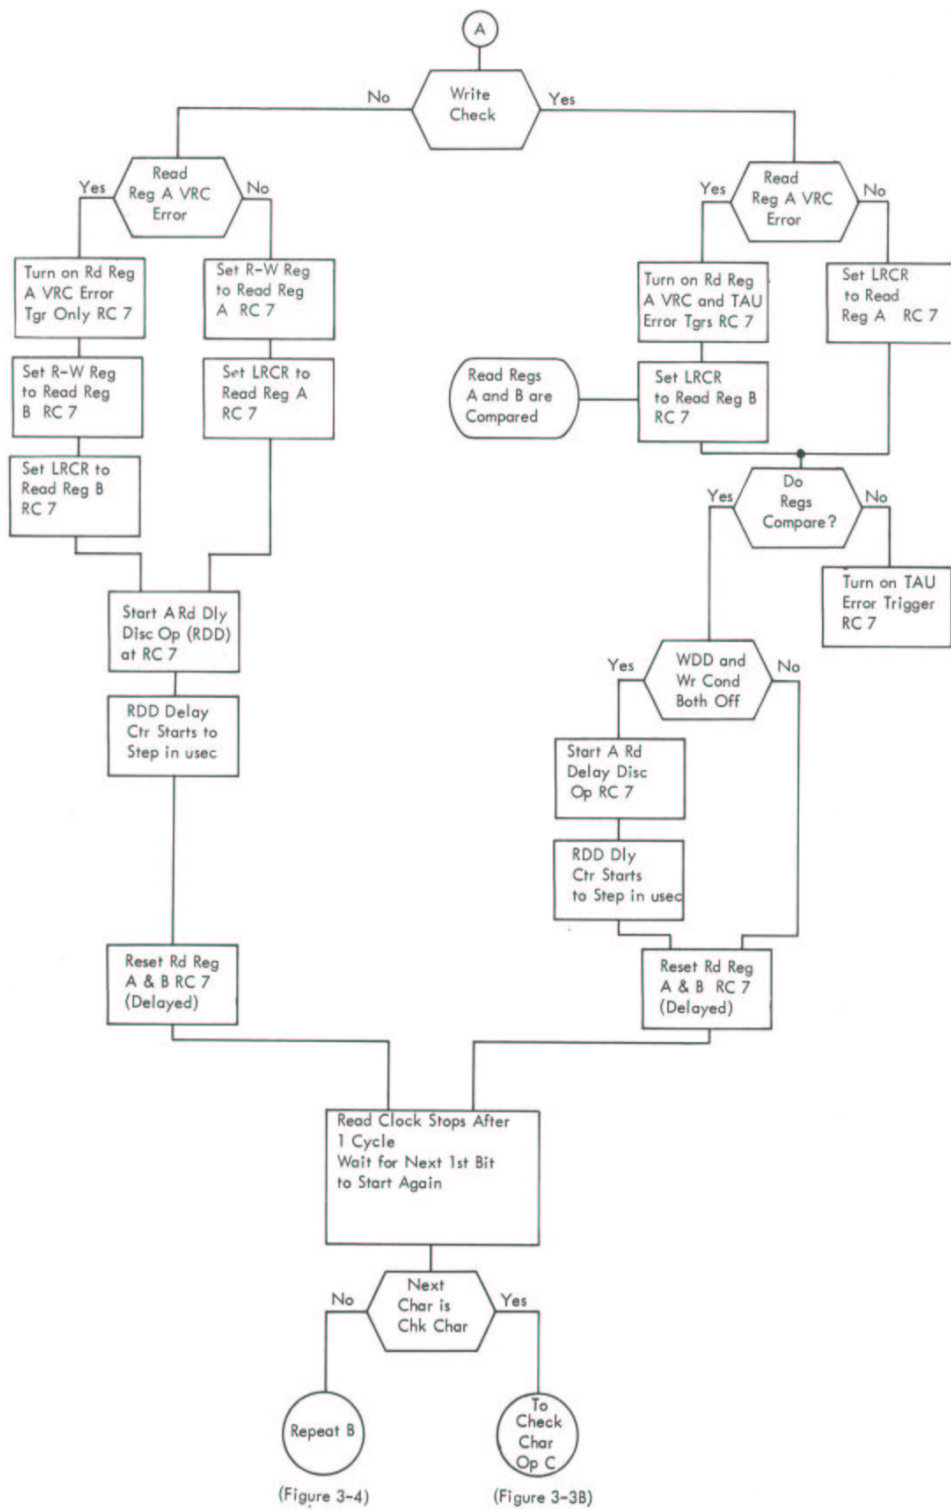 A
No
Write
Check
Yes
Yes
Read
Reg A VRC
Error
No
Yes
Read
Reg A VRC
Error
No
Turn on Rd Reg
A VRC Error
Tgr Only RC 7
Set R-W Reg
to Read Reg
A RC 7
Turn on Rd Reg
A VRC and TAU
Error Tgrs RC 7
Set LRCR
to Read
Reg A RC 7
Set R-W Reg
to Read Reg
B RC 7
Set LRCR to
Read Reg A
RC 7
Read Regs
A and B are
Compared
Set LRCR
to Read Reg B
RC 7
Set LRCR to
Read Reg B
RC 7
Yes
Do
Regs
Compare?
No
Start A Rd Dly
Disc Op (RDD)
at RC 7
Turn on TAU
Error Trigger
RC 7
Yes
WDD and
Wr Cond
Both Off
No
RDD Delay
Ctr Starts to
Step in usec
Start A Rd
Delay Disc
Op RC 7
RDD Dly
Ctr Starts
to Step in usec
Reset Rd Reg
A & B RC 7
(Delayed)
Reset Rd Reg
A & B RC 7
(Delayed)
Read Clock Stops After
1 Cycle
Wait for Next 1st Bit
to Start Again
No
Next
Char is
Chk Char
Yes
Repeat B
To
Check
Char
Op C
(Figure 3-4)
(Figure 3-3B)